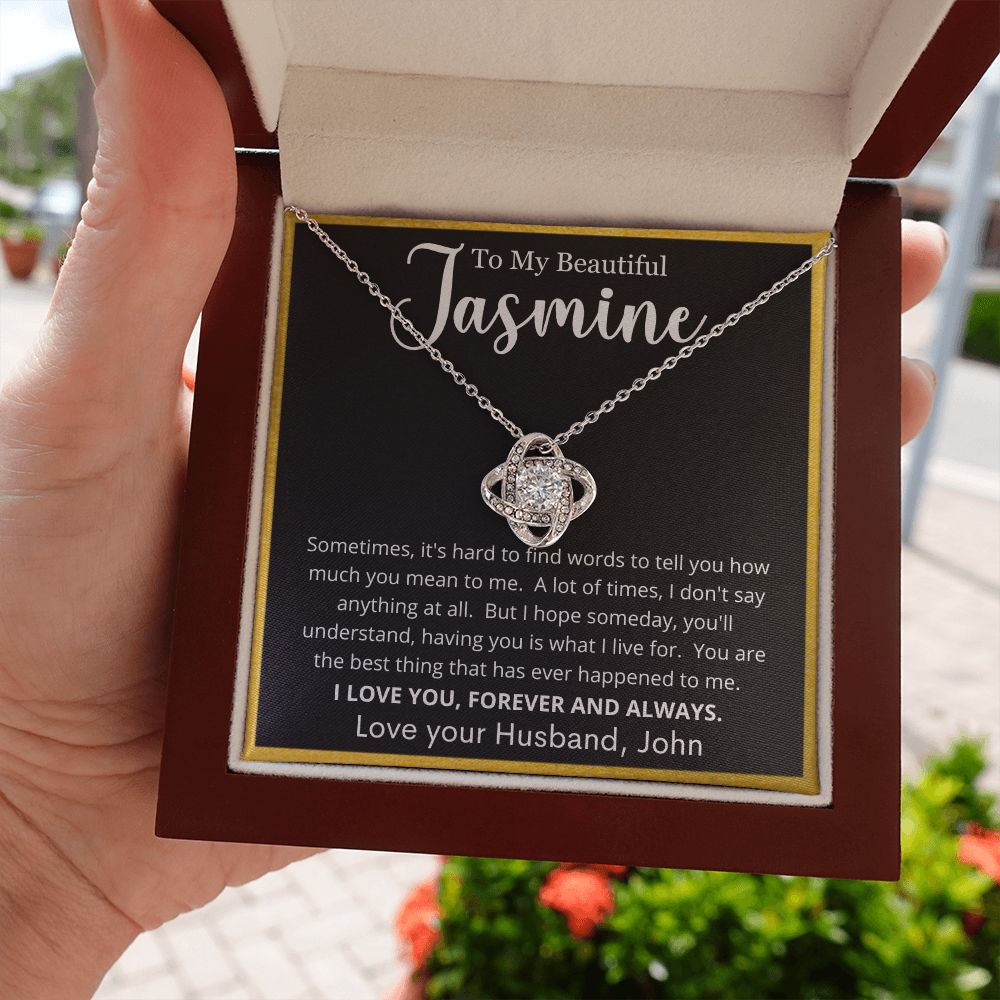 To My Beautiful
Jasmine
Sometimes, it's hard to find words to tell you how
much you mean to me.  A lot of times, I don't say
anything at all.  But I hope someday, you'll
understand, having you is what I live for.  You are
the best thing that has ever happened to me.
I LOVE YOU, FOREVER AND ALWAYS.
Love your Husband, John